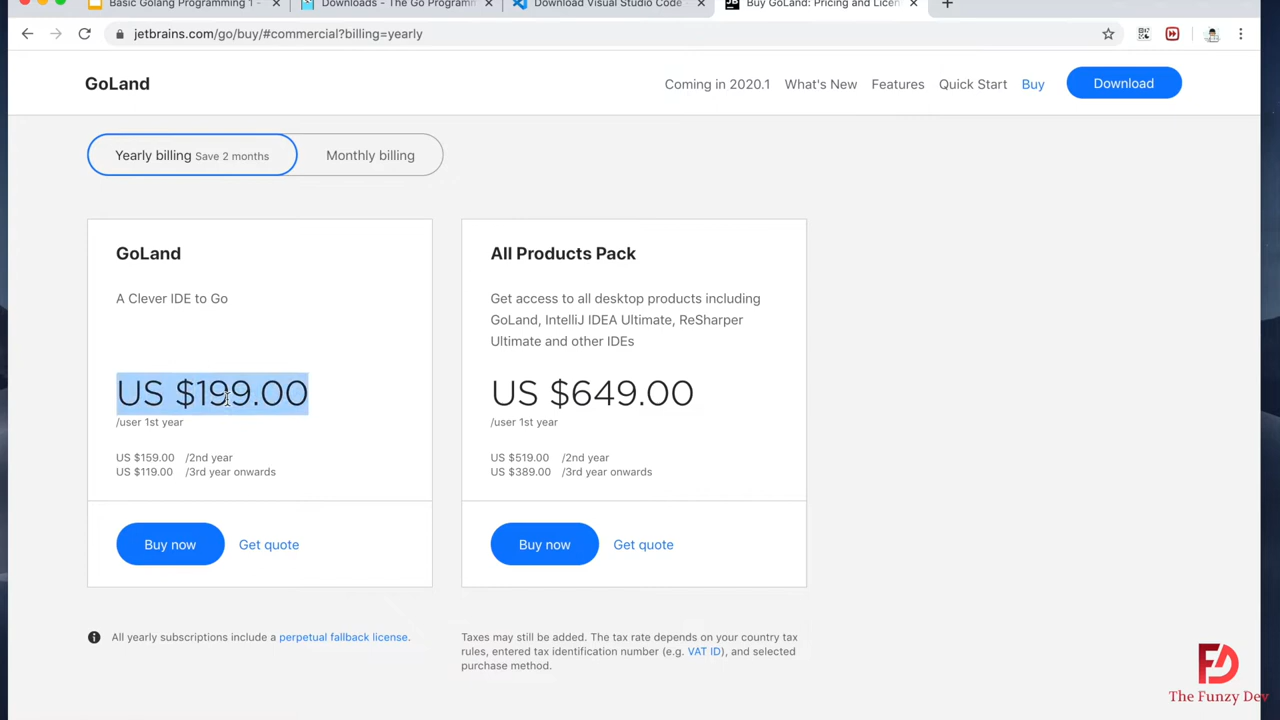 Basic Golang Programming 1 -
Downloads - The Go Programm
Download Visual Studio Code
Buy GoLand: Pricing and Licen
jetbrains.com/go/buy/#commercial?billing=yearly
GoLand
Coming in 2020.1
What's New
Features
Quick Start
Buy
Download
Yearly billing Save 2 months
Monthly billing
GoLand
A Clever IDE to Go
US $199.00
/user 1st year
US $159.00 /2nd year
US $119.00 /3rd year onwards
Buy now
Get quote
All Products Pack
Get access to all desktop products including
GoLand, IntelliJ IDEA Ultimate, ReSharper
Ultimate and other IDEs
US $649.00
/user 1st year
US $519.00 /2nd year
US $389.00 /3rd year onwards
Buy now
Get quote
All yearly subscriptions include a perpetual fallback license.
Taxes may still be added. The tax rate depends on your country tax
rules, entered tax identification number (e.g. VAT ID), and selected
purchase method.
The Funzy Dev